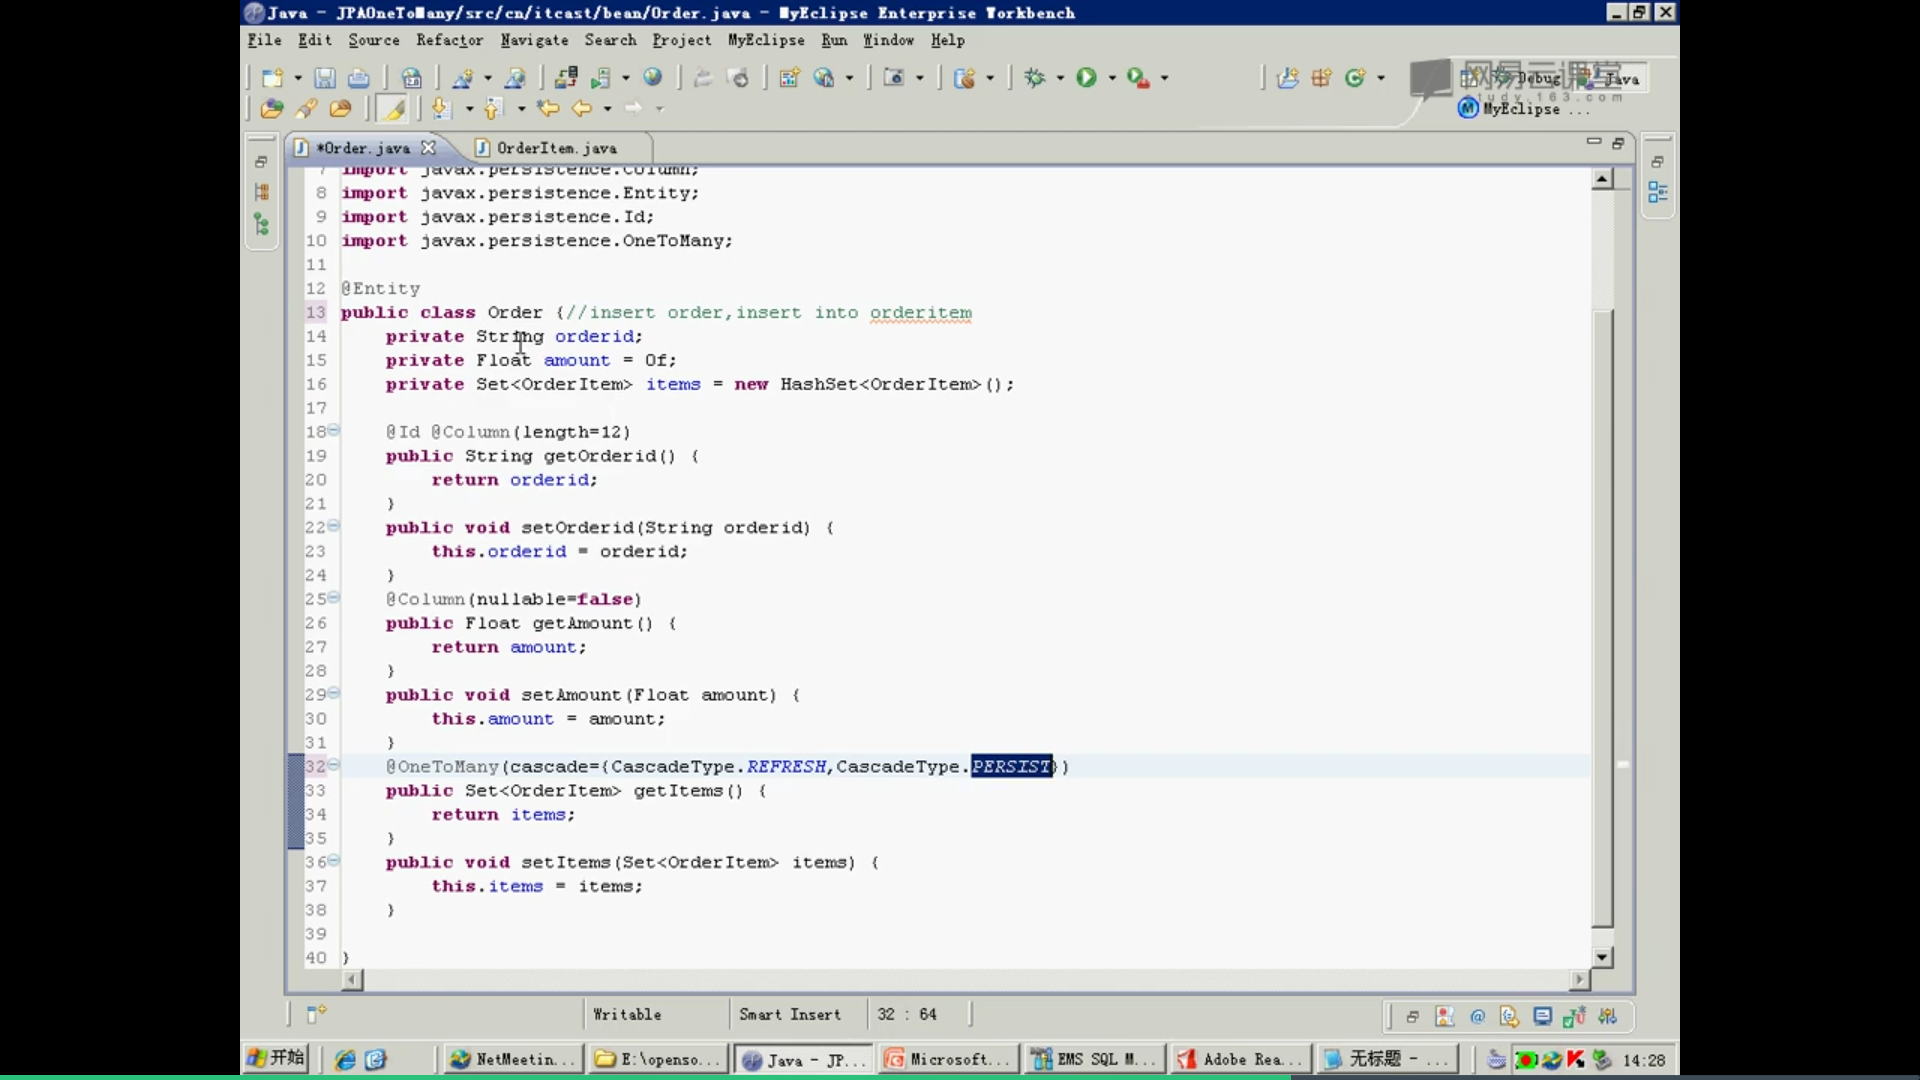 Java - JPAOneToMany/src/cn/itcast/bean/Order.java - MyEclipse Enterprise Workbench
File Edit Source Refactor Navigate Search Project MyEclipse Run Window Help
网易云课堂
study.163.com
Debug
Java
MyEclipse ...
*Order.java
OrderItem.java
7 import javax.persistence.Column;
8 import javax.persistence.Entity;
9 import javax.persistence.Id;
10 import javax.persistence.OneToMany;
11
12 @Entity
13 public class Order {//insert order,insert into orderitem
14 private String orderid;
15 private Float amount = 0f;
16 private Set<OrderItem> items = new HashSet<OrderItem>();
17
18 @Id @Column(length=12)
19 public String getOrderid() {
20 return orderid;
21 }
22 public void setOrderid(String orderid) {
23 this.orderid = orderid;
24 }
25 @Column(nullable=false)
26 public Float getAmount() {
27 return amount;
28 }
29 public void setAmount(Float amount) {
30 this.amount = amount;
31 }
32 @OneToMany(cascade={CascadeType.REFRESH,CascadeType.PERSIST})
33 public Set<OrderItem> getItems() {
34 return items;
35 }
36 public void setItems(Set<OrderItem> items) {
37 this.items = items;
38 }
39
40 }
Writable Smart Insert 32 : 64
开始 NetMeetin... E:\openso... Java - JP... Microsoft... EMS SQL M... Adobe Rea... 无标题 - ... 14:28